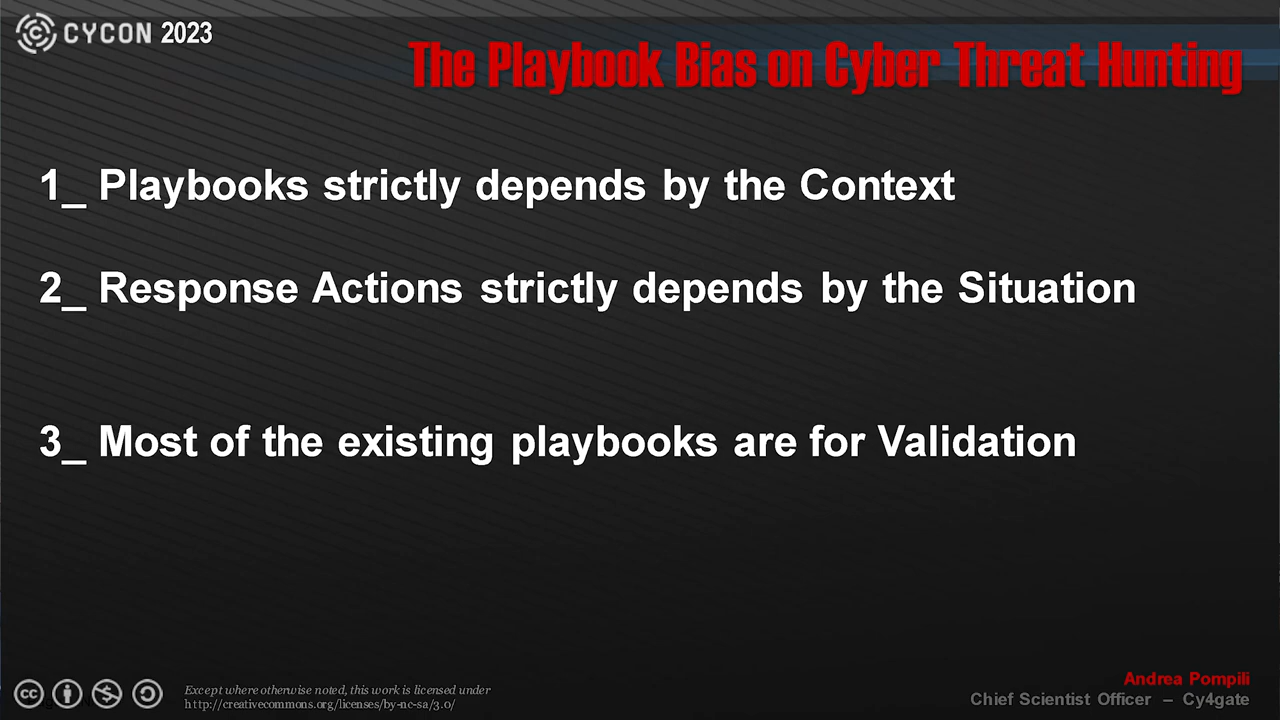 CYCON 2023
The Playbook Bias on Cyber Threat Hunting
1_ Playbooks strictly depends by the Context
2_ Response Actions strictly depends by the Situation
3_ Most of the existing playbooks are for Validation
Except where otherwise noted, this work is licensed under
http://creativecommons.org/licenses/by-nc-sa/3.0/
Andrea Pompili
Chief Scientist Officer – Cy4gate